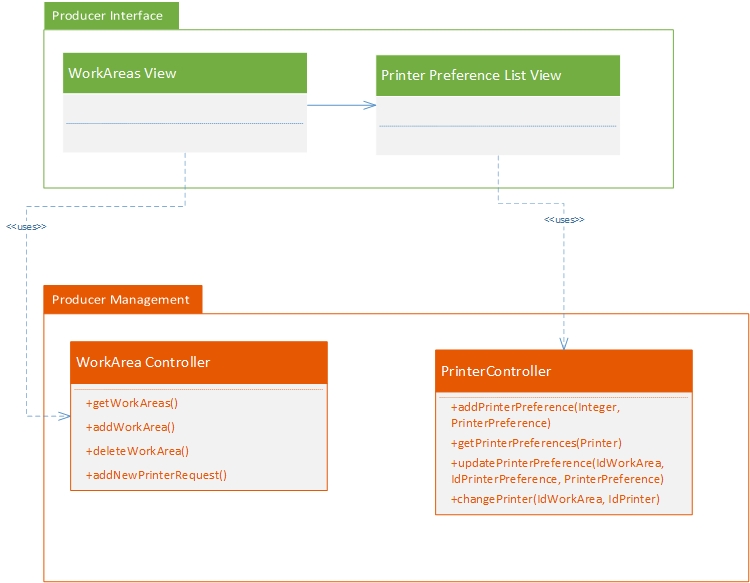 Producer Interface
WorkAreas View
Printer Preference List View
<<uses>>
<<uses>>
Producer Management
WorkArea Controller
+getWorkAreas()
+addWorkArea()
+deleteWorkArea()
+addNewPrinterRequest()
PrinterController
+addPrinterPreference(Integer,
PrinterPreference)
+getPrinterPreferences(Printer)
+updatePrinterPreference(IdWorkArea,
IdPrinterPreference, PrinterPreference)
+changePrinter(IdWorkArea, IdPrinter)